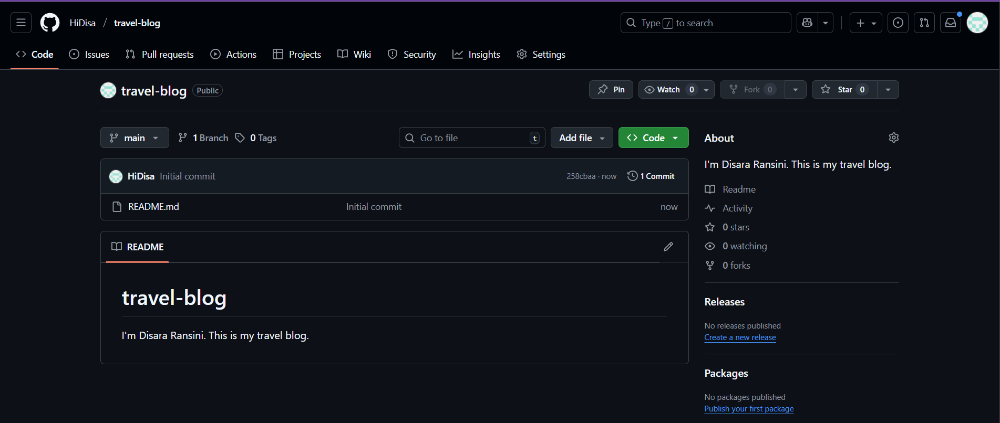 HiDisa / travel-blog
Type / to search
Code Issues Pull requests Actions Projects Wiki Security Insights Settings
travel-blog Public
Pin Watch 0 Fork 0 Star 0
main 1 Branch 0 Tags
Go to file t Add file Code
HiDisa Initial commit 258cbaa · now 1 Commit
README.md Initial commit now
README
travel-blog
I'm Disara Ransini. This is my travel blog.
About
I'm Disara Ransini. This is my travel blog.
Readme
Activity
0 stars
0 watching
0 forks
Releases
No releases published
Create a new release
Packages
No packages published
Publish your first package